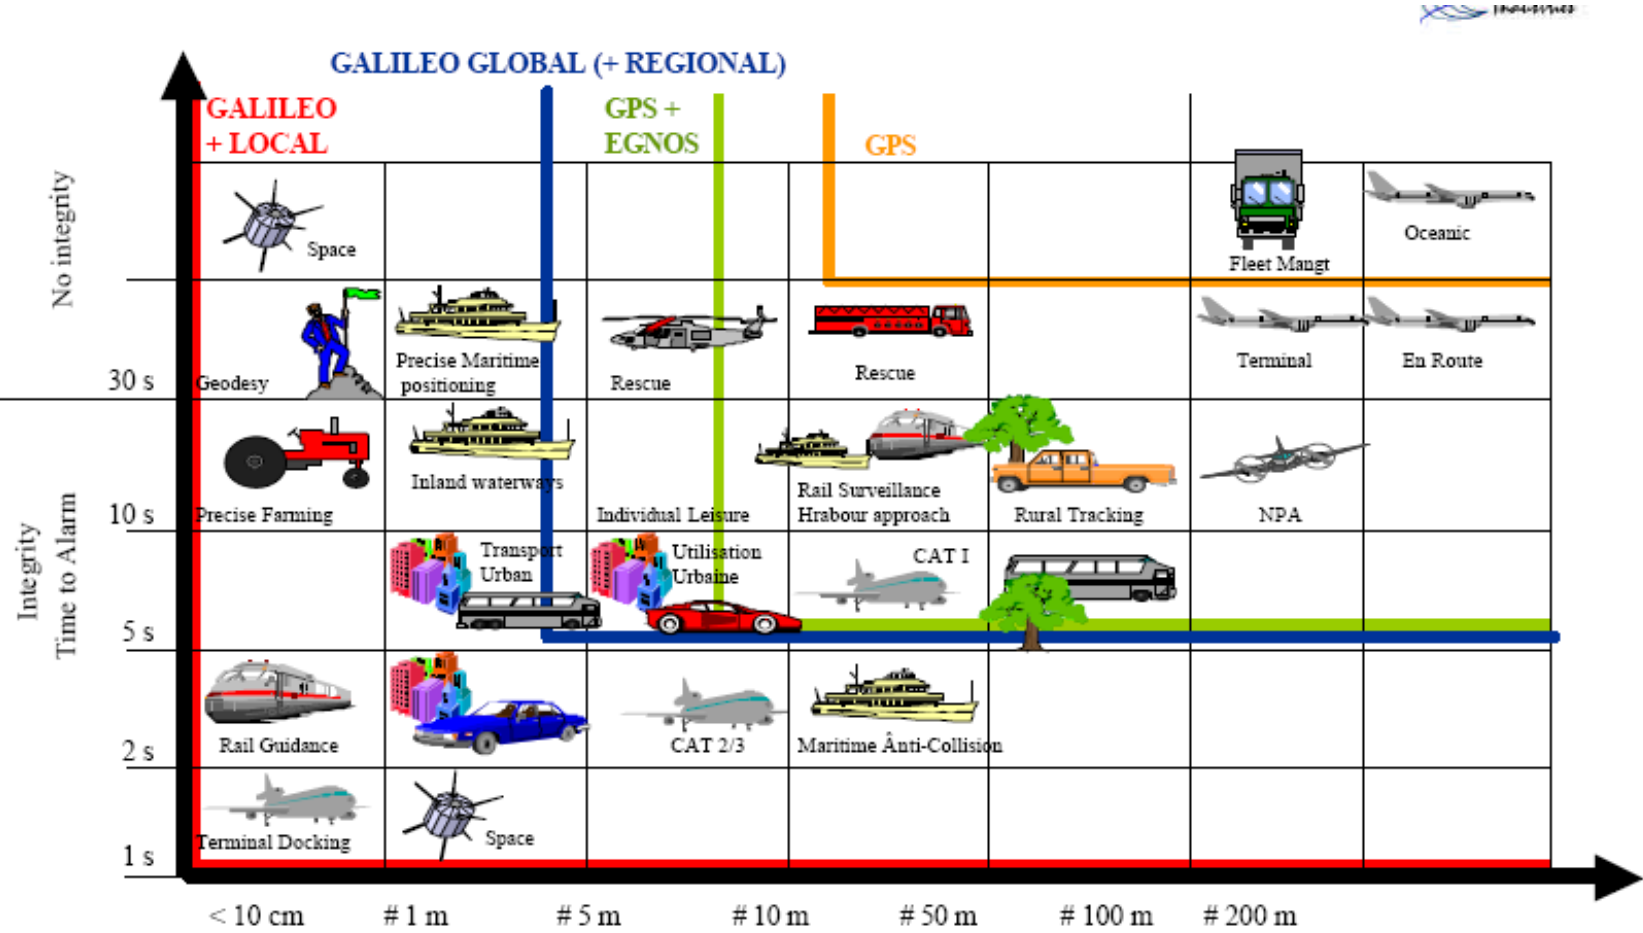 GALILEO GLOBAL (+ REGIONAL)
GALILEO
+ LOCAL
GPS +
EGNOS
GPS
No integrity
Space
Fleet Mangt
Oceanic
30 s
Geodesy
Precise Maritime
positioning
Rescue
Rescue
Terminal
En Route
Integrity
Time to Alarm
10 s
Precise Farming
Inland waterways
Individual Leisure
Rail Surveillance
Hrabour approach
Rural Tracking
NPA
5 s
Transport
Urban
Utilisation
Urbaine
CAT I
2 s
Rail Guidance
CAT 2/3
Maritime Ânti-Collision
1 s
Terminal Docking
Space
< 10 cm
# 1 m
# 5 m
# 10 m
# 50 m
# 100 m
# 200 m